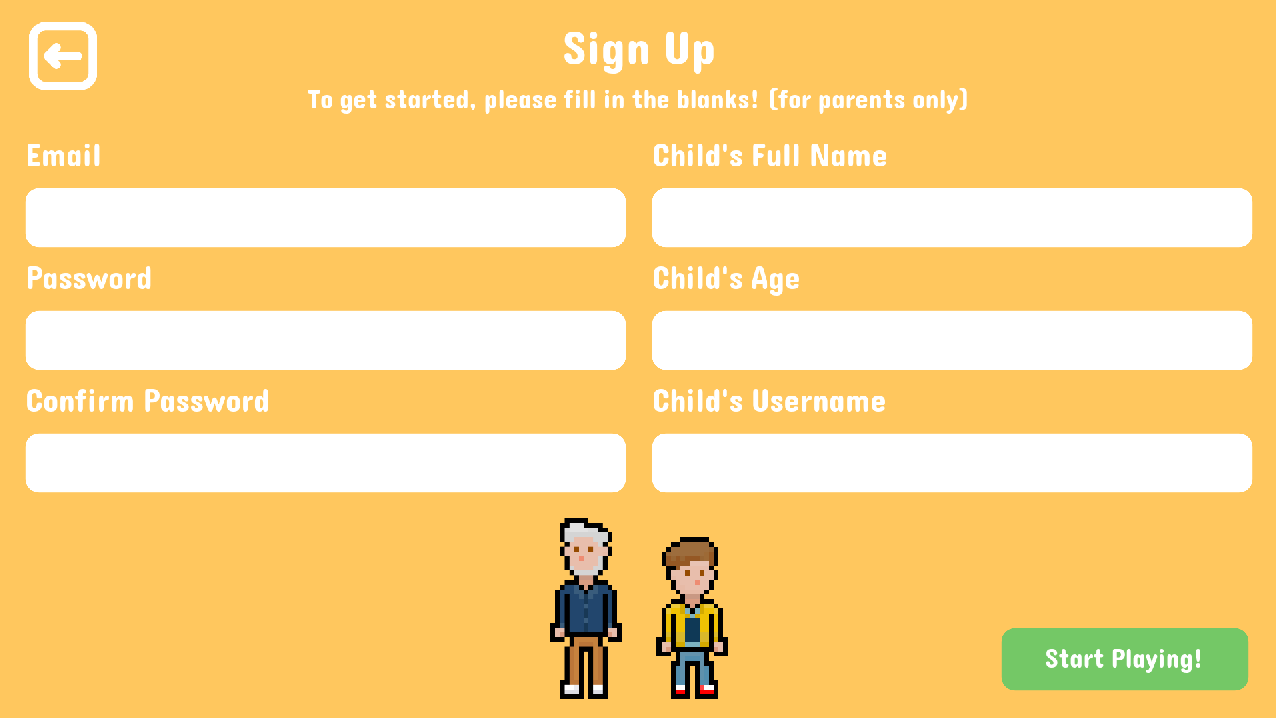 Sign Up
To get started, please fill in the blanks! (for parents only)
Email
Child's Full Name
Password
Child's Age
Confirm Password
Child's Username
Start Playing!